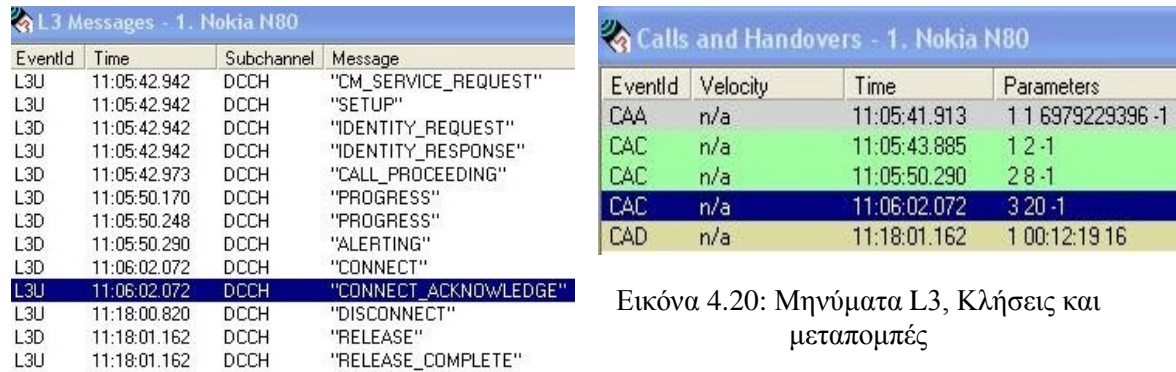 L3 Messages - 1. Nokia N80
EventId Time Subchannel Message
L3U 11:05:42.942 DCCH "CM_SERVICE_REQUEST"
L3U 11:05:42.942 DCCH "SETUP"
L3D 11:05:42.942 DCCH "IDENTITY_REQUEST"
L3U 11:05:42.942 DCCH "IDENTITY_RESPONSE"
L3D 11:05:42.973 DCCH "CALL_PROCEEDING"
L3D 11:05:50.170 DCCH "PROGRESS"
L3D 11:05:50.248 DCCH "PROGRESS"
L3D 11:05:50.290 DCCH "ALERTING"
L3D 11:06:02.072 DCCH "CONNECT"
L3U 11:06:02.072 DCCH "CONNECT_ACKNOWLEDGE"
L3U 11:18:00.820 DCCH "DISCONNECT"
L3D 11:18:01.162 DCCH "RELEASE"
L3U 11:18:01.162 DCCH "RELEASE_COMPLETE"
Calls and Handovers - 1. Nokia N80
EventId Velocity Time Parameters
CAA n/a 11:05:41.913 1 1 6979229396 -1
CAC n/a 11:05:43.885 1 2 -1
CAC n/a 11:05:50.290 2 8 -1
CAC n/a 11:06:02.072 3 20 -1
CAD n/a 11:18:01.162 1 00:12:19 16
Εικόνα 4.20: Μηνύματα L3, Κλήσεις και
μεταπομπές